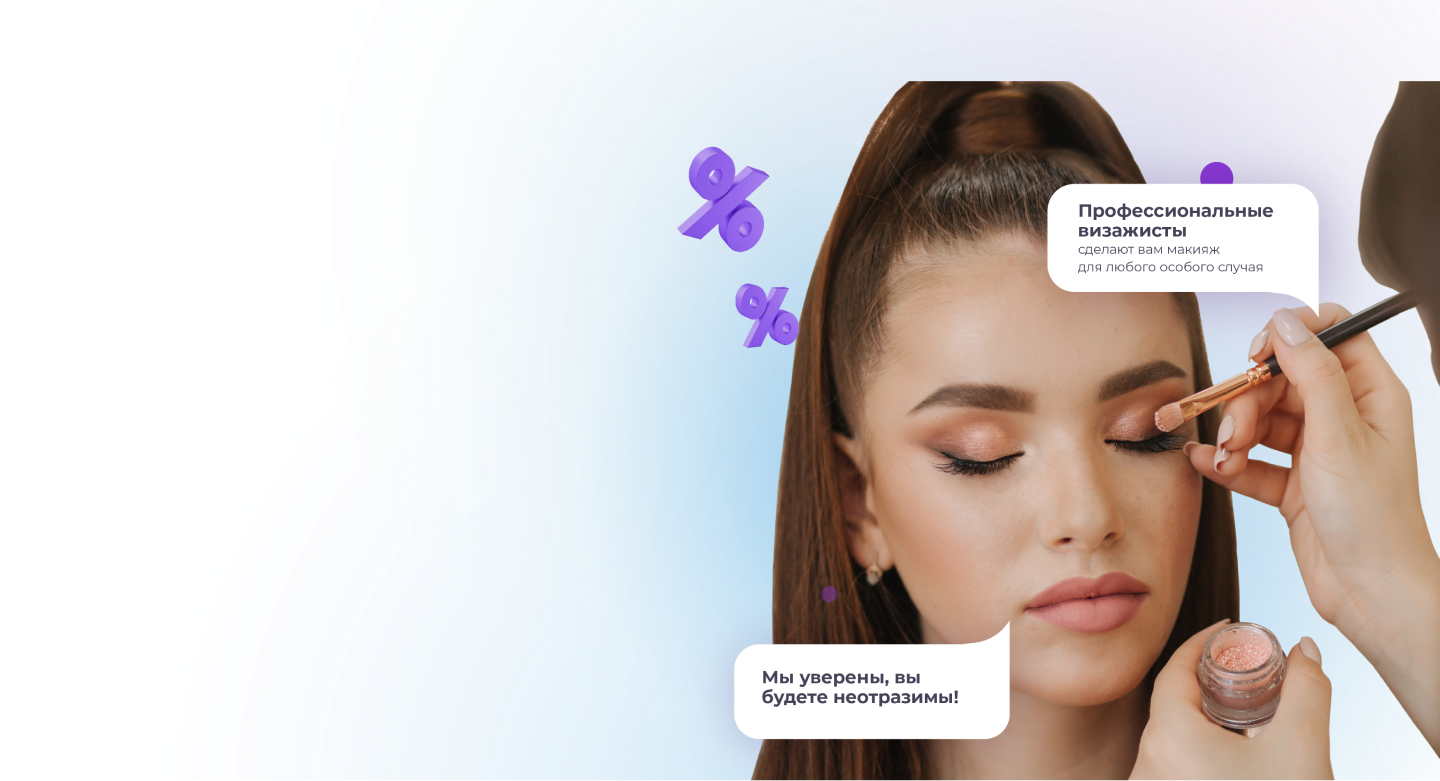 Профессиональные
визажисты
сделают вам макияж
для любого особого случая
Мы уверены, вы
будете неотразимы!